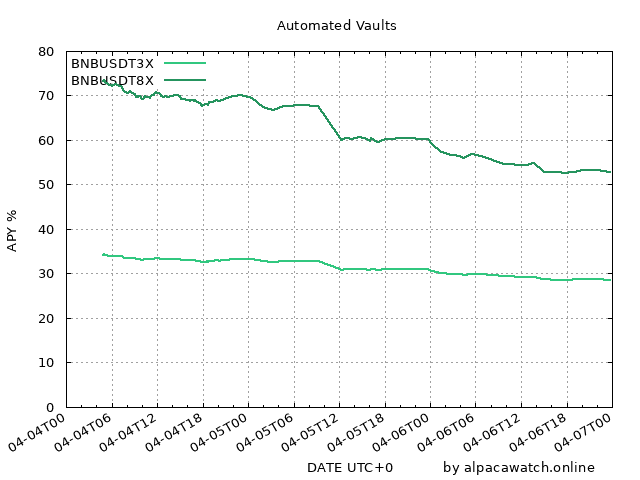 Automated Vaults
80
70
60
50
40
30
20
10
0
APY %
BNBUSDT3X
BNBUSDT8X
04-04T00
04-04T06
04-04T12
04-04T18
04-05T00
04-05T06
04-05T12
04-05T18
04-06T00
04-06T06
04-06T12
04-06T18
04-07T00
DATE UTC+0
by alpacawatch.online